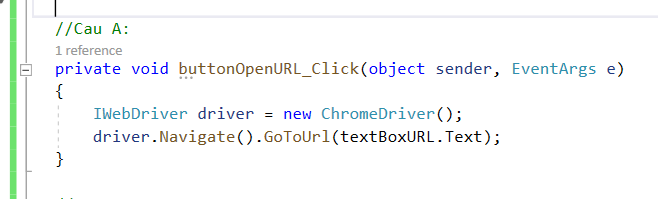 //Cau A:
1 reference
private void buttonOpenURL_Click(object sender, EventArgs e)
{
IWebDriver driver = new ChromeDriver();
driver.Navigate().GoToUrl(textBoxURL.Text);
}